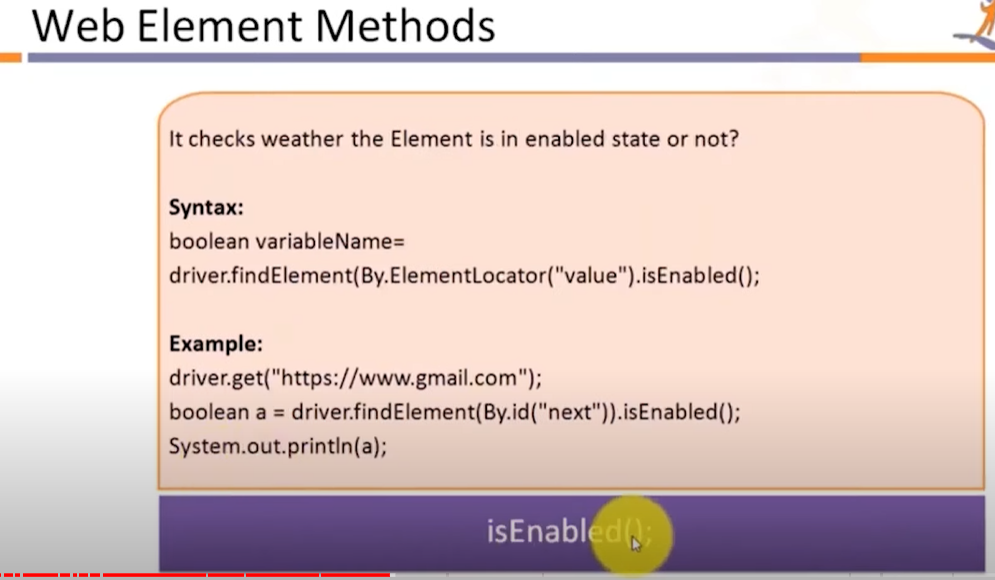 Web Element Methods
It checks weather the Element is in enabled state or not?
Syntax:
boolean variableName=
driver.findElement(By.ElementLocator("value").isEnabled();
Example:
driver.get("https://www.gmail.com");
boolean a = driver.findElement(By.id("next")).isEnabled();
System.out.println(a);
isEnabled();